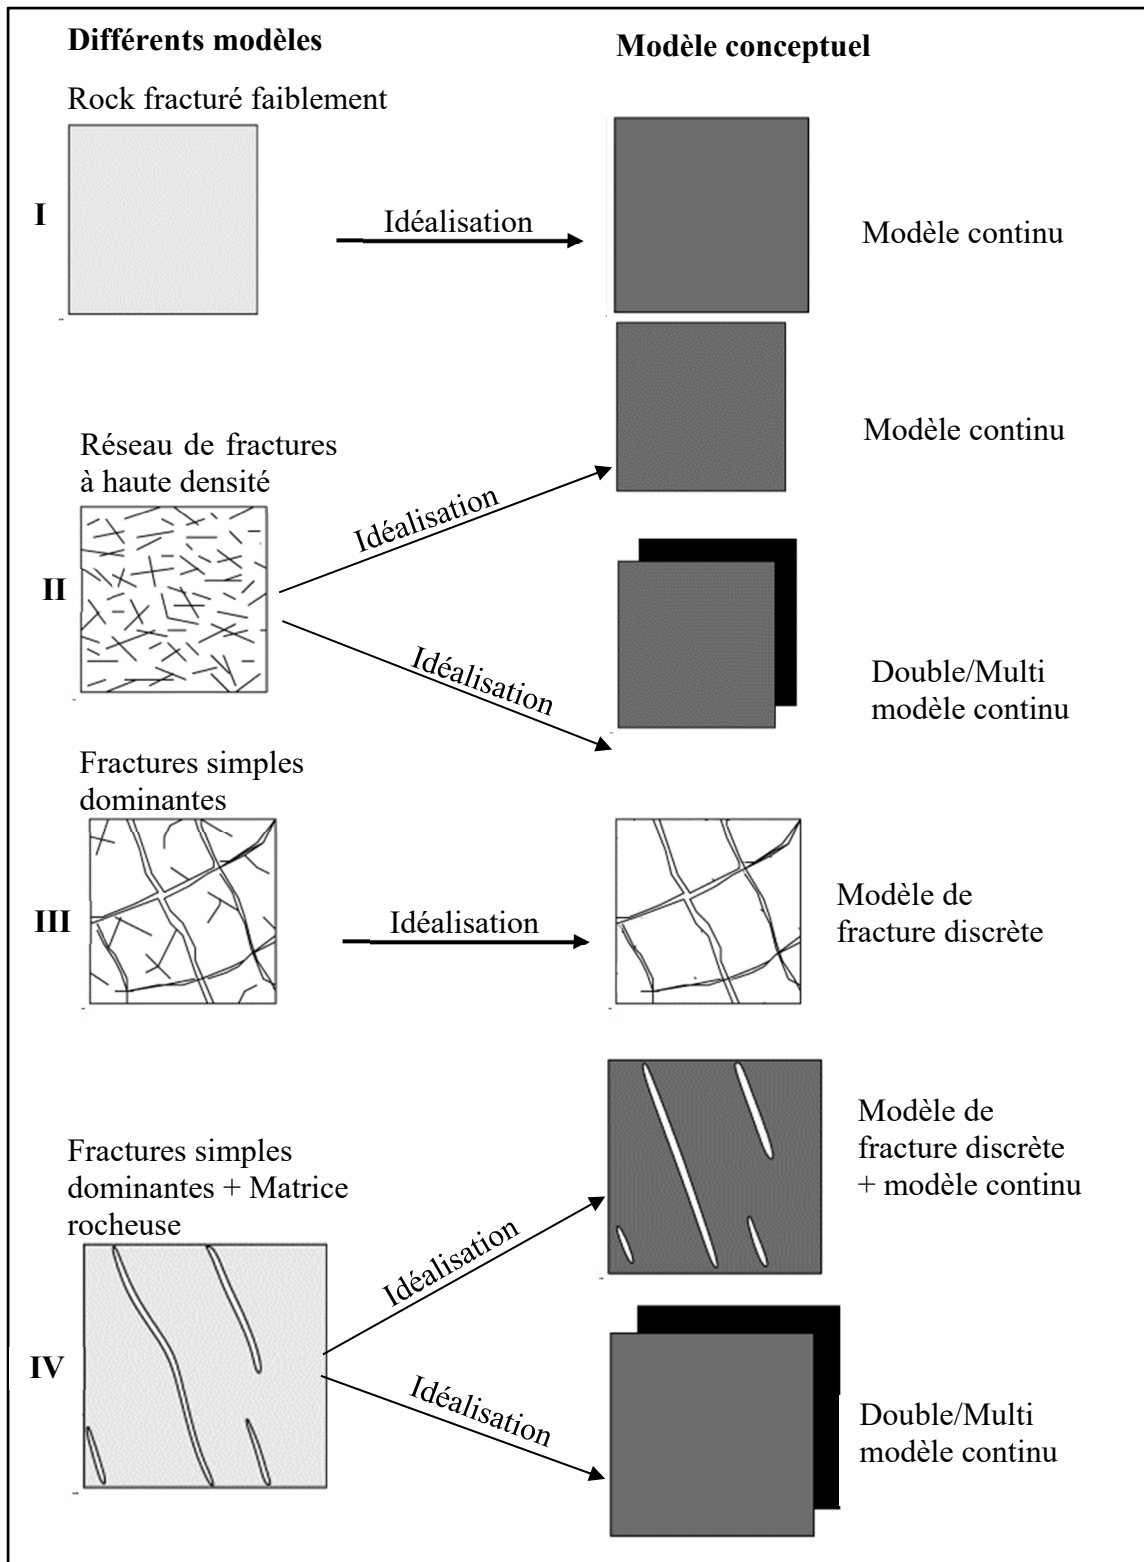 Différents modèles
Modèle conceptuel
Rock fracturé faiblement
I
Idéalisation
Modèle continu
Modèle continu
Réseau de fractures
à haute densité
II
Idéalisation
Idéalisation
Double/Multi
modèle continu
Fractures simples
dominantes
III
Idéalisation
Modèle de
fracture discrète
Fractures simples
dominantes + Matrice
rocheuse
IV
Idéalisation
Modèle de
fracture discrète
+ modèle continu
Idéalisation
Double/Multi
modèle continu